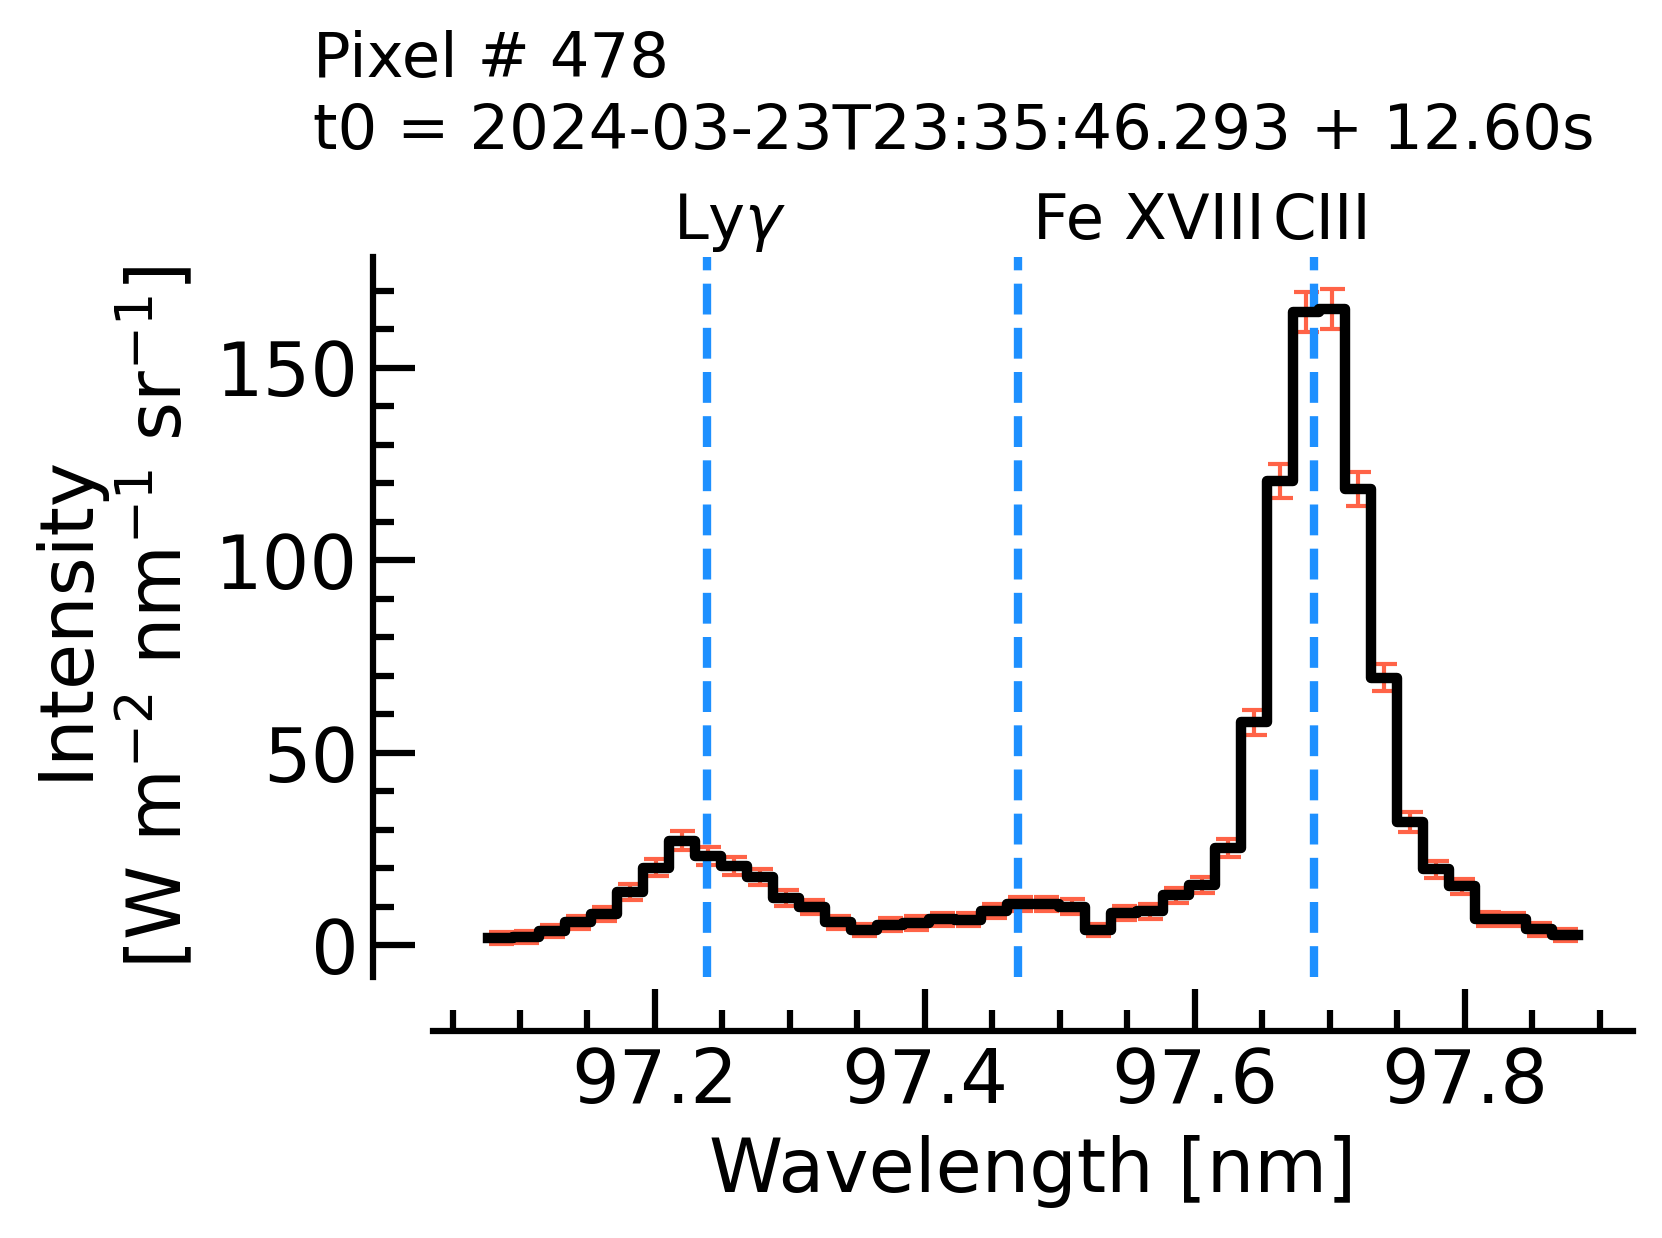 Pixel # 478
t0 = 2024-03-23T23:35:46.293 + 12.60s
Lyγ Fe XVIII CIII
Intensity
[W m⁻² nm⁻¹ sr⁻¹]
150
100
50
0
97.2 97.4 97.6 97.8
Wavelength [nm]